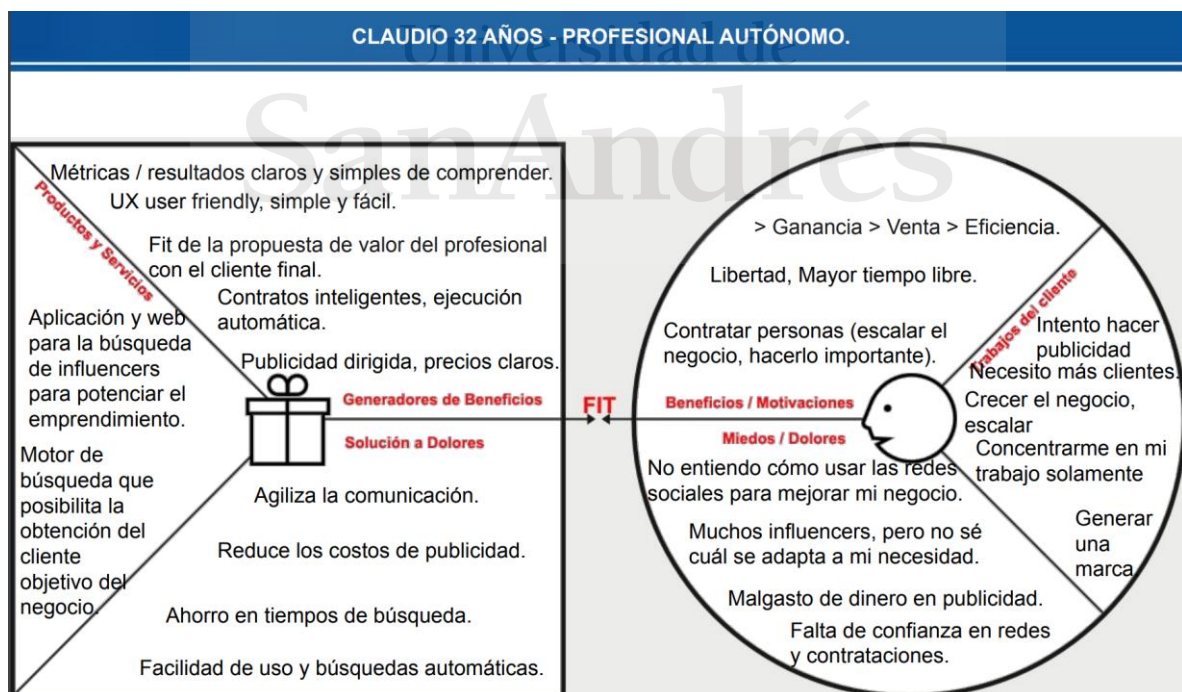 CLAUDIO 32 AÑOS - PROFESIONAL AUTÓNOMO.
Universidad de
SanAndrés
Métricas / resultados claros y simples de comprender.
UX user friendly, simple y fácil.
Fit de la propuesta de valor del profesional
con el cliente final.
Contratos inteligentes, ejecución
automática.
Publicidad dirigida, precios claros.
Generadores de Beneficios
Productos y Servicios
Aplicación y web
para la búsqueda
de influencers
para potenciar el
emprendimiento.
Motor de
búsqueda que
posibilita la
obtención del
cliente
objetivo del
negocio.
Solución a Dolores
Agiliza la comunicación.
Reduce los costos de publicidad.
Ahorro en tiempos de búsqueda.
Facilidad de uso y búsquedas automáticas.
FIT
> Ganancia > Venta > Eficiencia.
Libertad, Mayor tiempo libre.
Contratar personas (escalar el
negocio, hacerlo importante).
Beneficios / Motivaciones
Miedos / Dolores
No entiendo cómo usar las redes
sociales para mejorar mi negocio.
Muchos influencers, pero no sé
cuál se adapta a mi necesidad.
Malgasto de dinero en publicidad.
Falta de confianza en redes
y contrataciones.
Trabajos del cliente
Intento hacer
publicidad
Necesito más clientes.
Crecer el negocio,
escalar
Concentrarme en mi
trabajo solamente
Generar
una
marca.